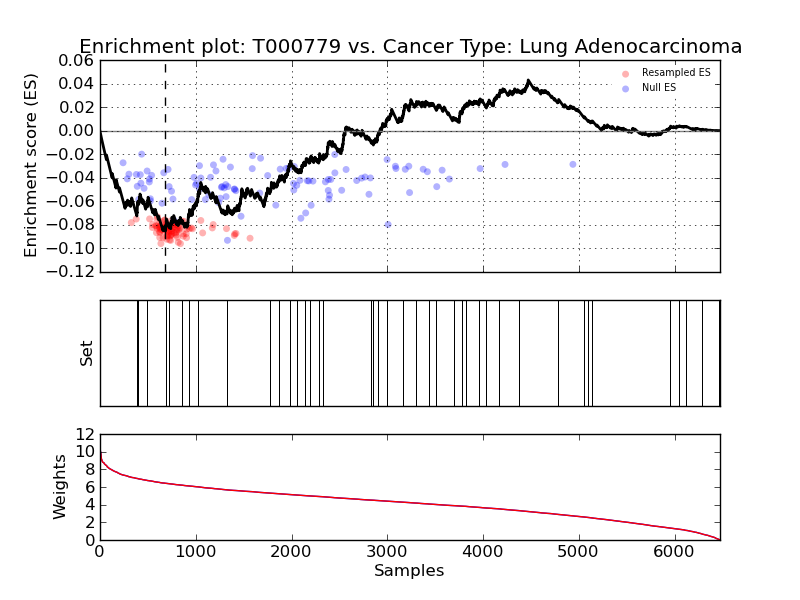 Enrichment plot: T000779 vs. Cancer Type: Lung Adenocarcinoma
Enrichment score (ES)
0.06
0.04
0.02
0.00
−0.02
−0.04
−0.06
−0.08
−0.10
−0.12
Resampled ES
Null ES
Set
Weights
12
10
8
6
4
2
0
0 1000 2000 3000 4000 5000 6000
Samples